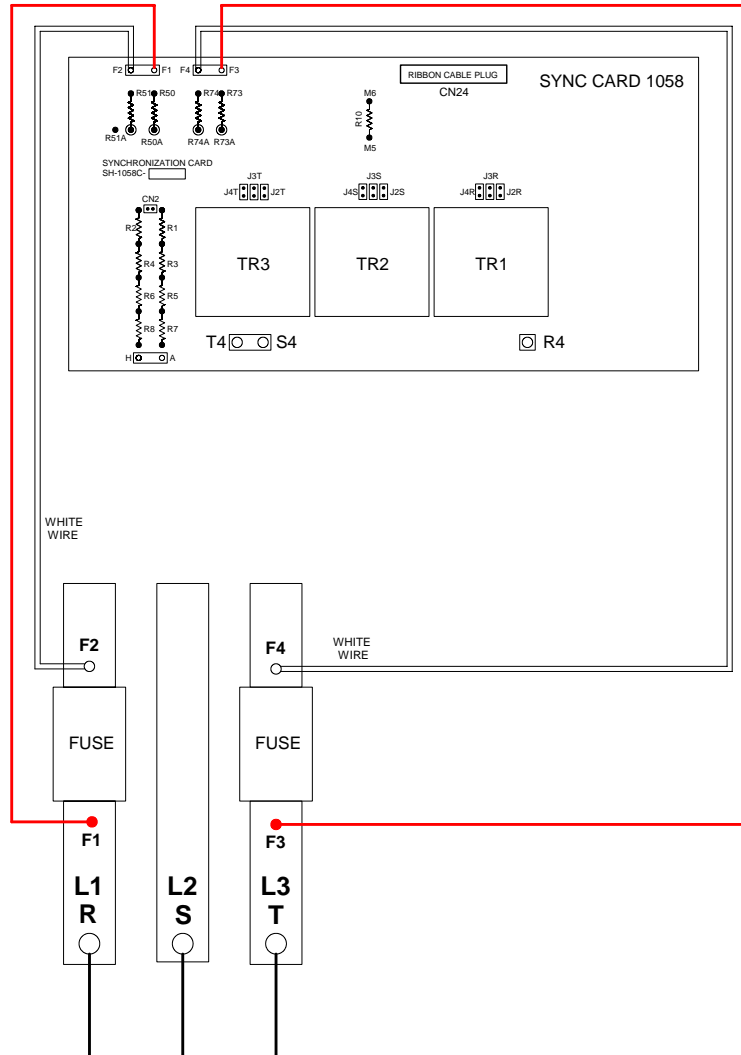 F2 F1 F4 F3
RIBBON CABLE PLUG
CN24
SYNC CARD 1058
R51 R50 R74 R73
M6
R10
M5
R51A R50A R74A R73A
SYNCHRONIZATION CARD
SH-1058C-
J3T J3S J3R
J4T J2T J4S J2S J4R J2R
CN2
R2 R1
R4 R3
R6 R5
R8 R7
H A
TR3 TR2 TR1
T4 S4 R4
WHITE
WIRE
F2 F4
WHITE
WIRE
FUSE FUSE
F1 F3
L1 L2 L3
R S T